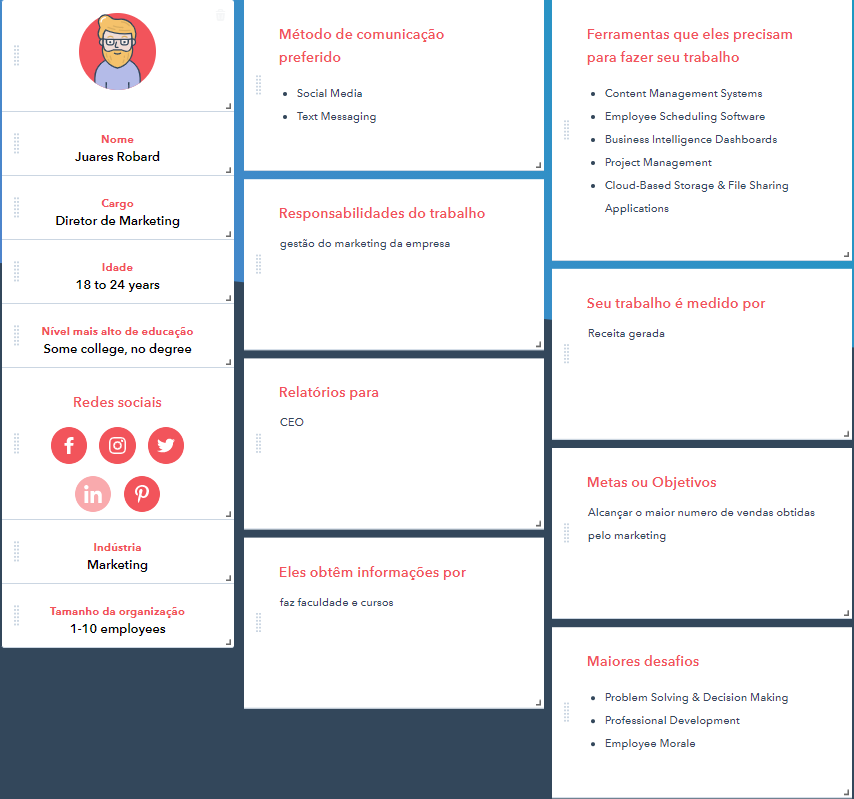 Nome
Juares Robard
Cargo
Diretor de Marketing
Idade
18 to 24 years
Nível mais alto de educação
Some college, no degree
Redes sociais
Indústria
Marketing
Tamanho da organização
1-10 employees
Método de comunicação
preferido
Social Media
Text Messaging
Responsabilidades do trabalho
gestão do marketing da empresa
Relatórios para
CEO
Eles obtêm informações por
faz faculdade e cursos
Ferramentas que eles precisam
para fazer seu trabalho
Content Management Systems
Employee Scheduling Software
Business Intelligence Dashboards
Project Management
Cloud-Based Storage & File Sharing
Applications
Seu trabalho é medido por
Receita gerada
Metas ou Objetivos
Alcançar o maior numero de vendas obtidas
pelo marketing
Maiores desafios
Problem Solving & Decision Making
Professional Development
Employee Morale